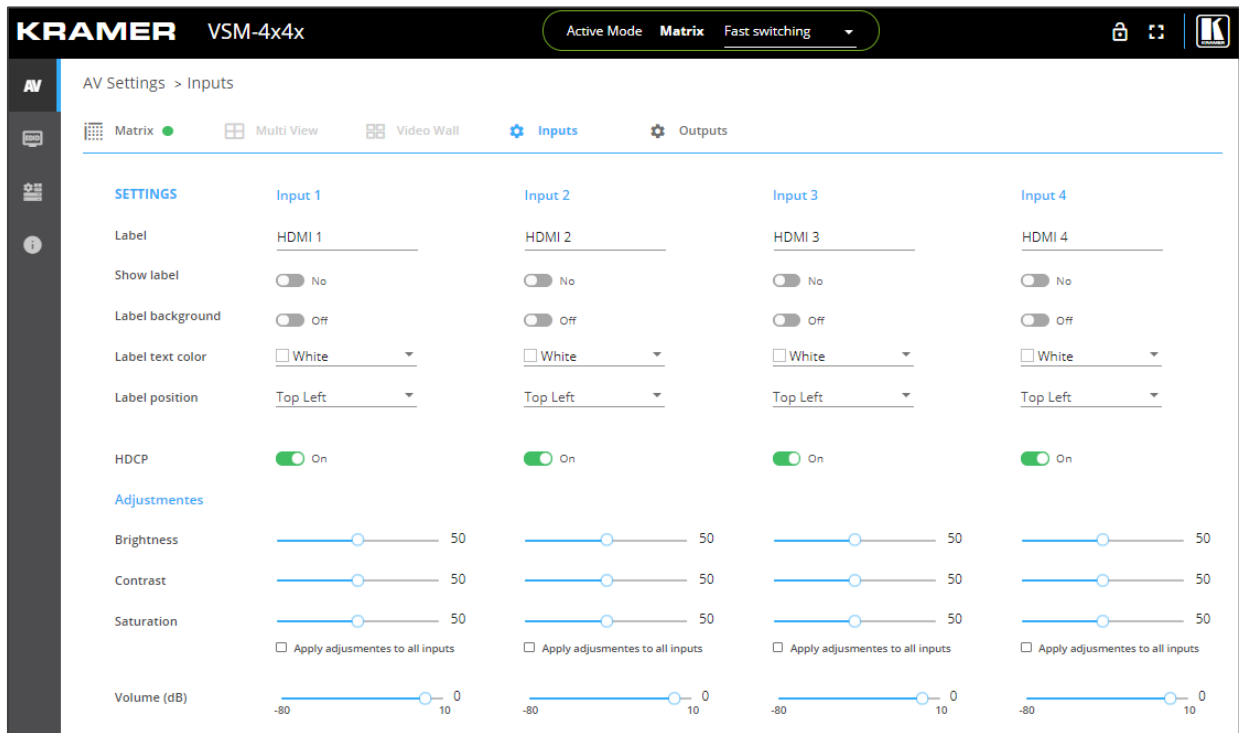 KRAMER VSM-4x4x Active Mode Matrix Fast switching
KRAMER
AV AV Settings > Inputs
EDID Matrix Multi View Video Wall Inputs Outputs
SETTINGS Input 1 Input 2 Input 3 Input 4
Label HDMI 1 HDMI 2 HDMI 3 HDMI 4
Show label No No No No
Label background Off Off Off Off
Label text color White White White White
Label position Top Left Top Left Top Left Top Left
HDCP On On On On
Adjustmentes
Brightness 50 50 50 50
Contrast 50 50 50 50
Saturation 50 50 50 50
Apply adjusmentes to all inputs Apply adjusmentes to all inputs Apply adjusmentes to all inputs Apply adjusmentes to all inputs
Volume (dB) 0 0 0 0
-80 10 -80 10 -80 10 -80 10